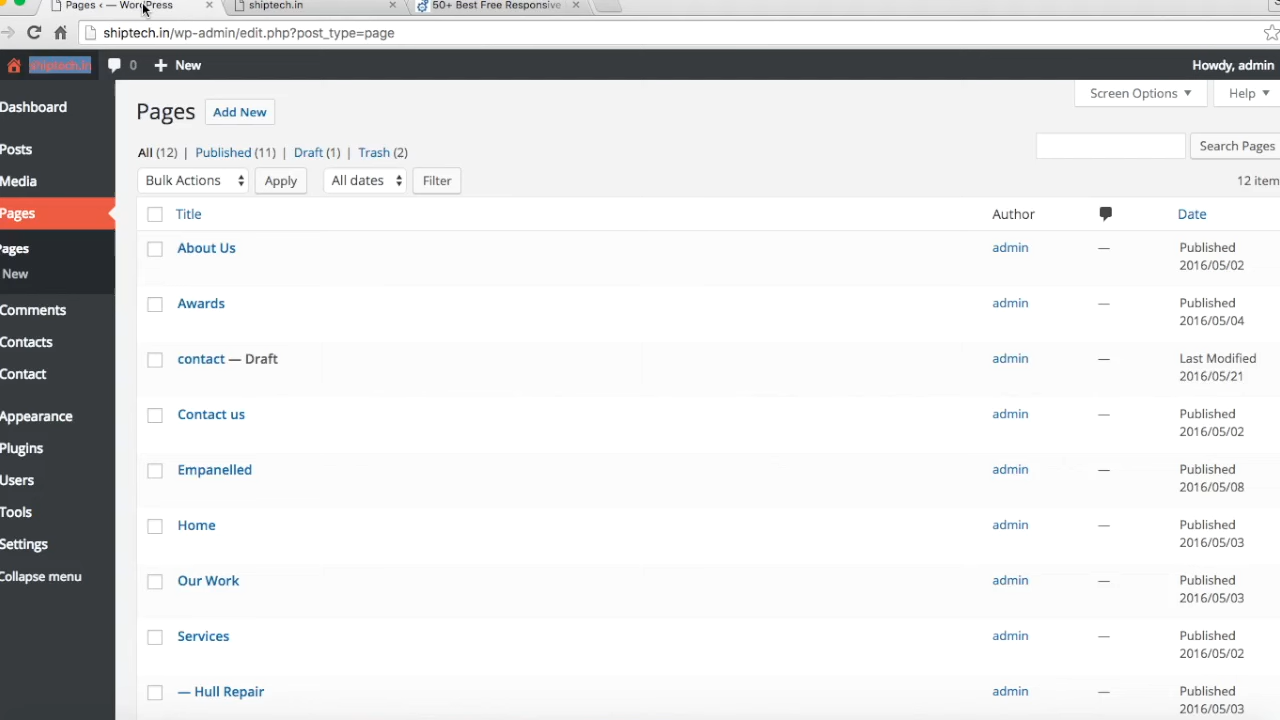 Pages ‹ — WordPress
shiptech.in
50+ Best Free Responsive
shiptech.in/wp-admin/edit.php?post_type=page
shiptech.in
0
New
Howdy, admin
Dashboard
Posts
Media
Pages
Pages
New
Comments
Contacts
Contact
Appearance
Plugins
Users
Tools
Settings
Collapse menu
Pages
Add New
Screen Options
Help
All (12) | Published (11) | Draft (1) | Trash (2)
Search Pages
Bulk Actions
Apply
All dates
Filter
12 item
Title
Author
Date
About Us
admin
—
Published
2016/05/02
Awards
admin
—
Published
2016/05/04
contact — Draft
admin
—
Last Modified
2016/05/21
Contact us
admin
—
Published
2016/05/02
Empanelled
admin
—
Published
2016/05/08
Home
admin
—
Published
2016/05/03
Our Work
admin
—
Published
2016/05/03
Services
admin
—
Published
2016/05/02
— Hull Repair
admin
—
Published
2016/05/03